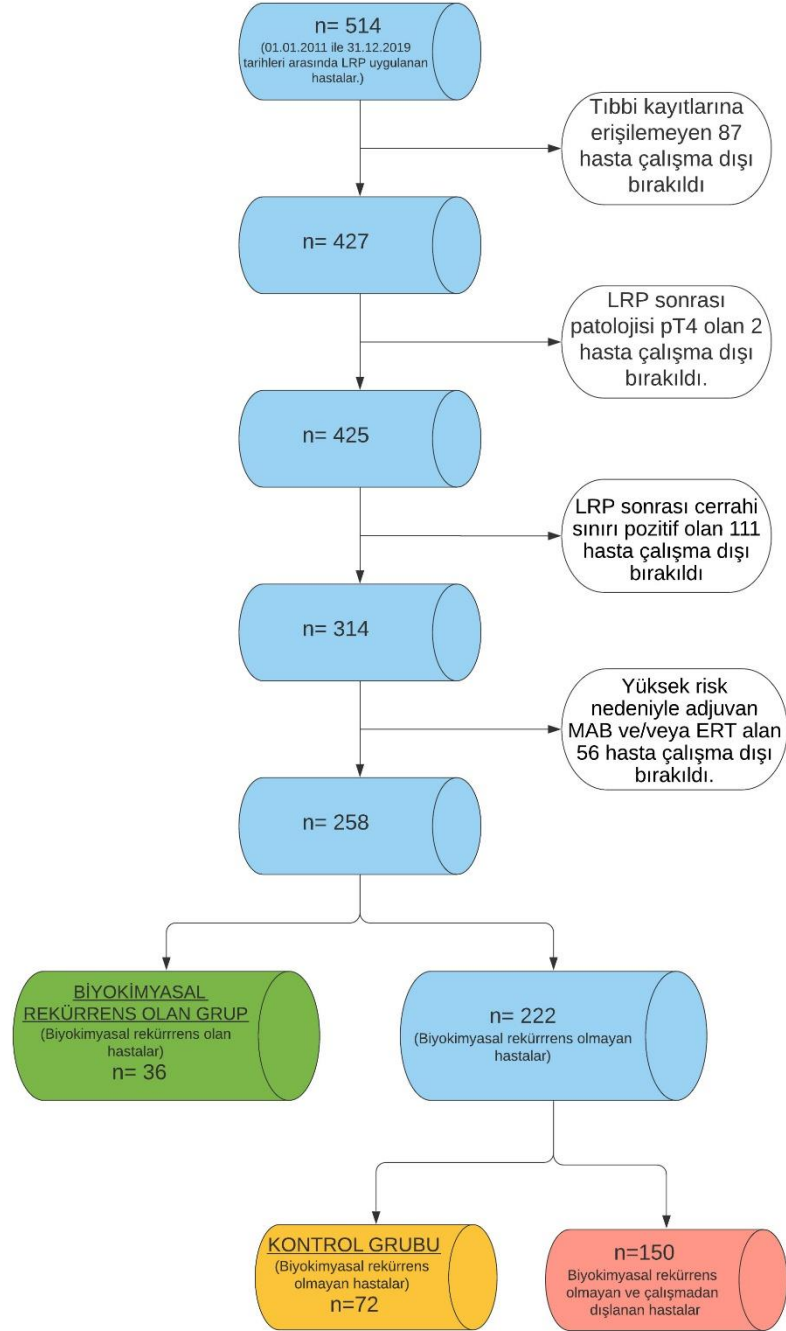 n= 514
(01.01.2011 ile 31.12.2019
tarihleri arasında LRP uygulanan
hastalar.)
Tıbbi kayıtlarına
erişilemeyen 87
hasta çalışma dışı
bırakıldı
n= 427
LRP sonrası
patolojisi pT4 olan 2
hasta çalışma dışı
bırakıldı.
n= 425
LRP sonrası cerrahi
sınırı pozitif olan 111
hasta çalışma dışı
bırakıldı
n= 314
Yüksek risk
nedeniyle adjuvan
MAB ve/veya ERT alan
56 hasta çalışma dışı
bırakıldı.
n= 258
BİYOKİMYASAL
REKÜRRENS OLAN GRUP
(Biyokimyasal rekürrrens olan
hastalar)
n= 36
n= 222
(Biyokimyasal rekürrrens olmayan
hastalar)
KONTROL GRUBU
(Biyokimyasal rekürrens
olmayan hastalar)
n=72
n=150
Biyokimyasal rekürrens
olmayan ve çalışmadan
dışlanan hastalar